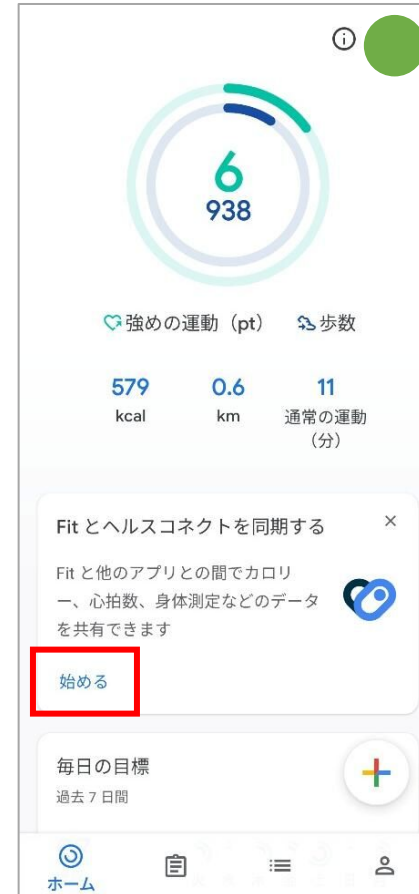 6
938
強めの運動（pt） 歩数
579 0.6 11
kcal km 通常の運動
（分）
Fit とヘルスコネクトを同期する
Fit と他のアプリとの間でカロリ
ー、心拍数、身体測定などのデータ
を共有できます
始める
毎日の目標
過去 7 日間
ホーム